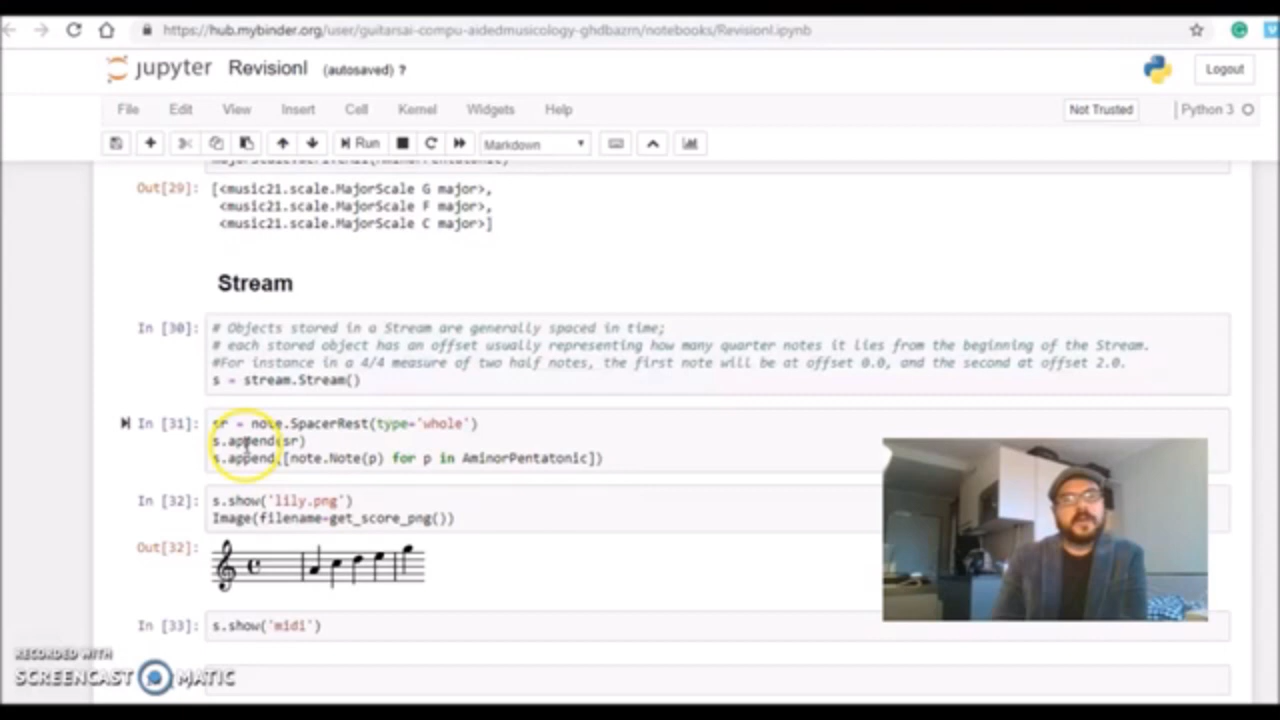 https://hub.mybinder.org/user/guitarsai-compu-aidedmusicology-ghdbazrn/notebooks/RevisionI.ipynb
jupyter RevisionI (autosaved) ?
Logout
File Edit View Insert Cell Kernel Widgets Help
Not Trusted
Python 3
Run
Markdown
Out[29]: [<music21.scale.MajorScale G major>,
<music21.scale.MajorScale F major>,
<music21.scale.MajorScale C major>]
Stream
In [30]: # Objects stored in a Stream are generally spaced in time;
# each stored object has an offset usually representing how many quarter notes it lies from the beginning of the Stream.
#For instance in a 4/4 measure of two half notes, the first note will be at offset 0.0, and the second at offset 2.0.
s = stream.Stream()
In [31]: sr = note.SpacerRest(type='whole')
s.append(sr)
s.append([note.Note(p) for p in AminorPentatonic])
In [32]: s.show('lily.png')
Image(filename=get_score_png())
Out[32]:
In [33]: s.show('midi')
RECORDED WITH
SCREENCAST MATIC